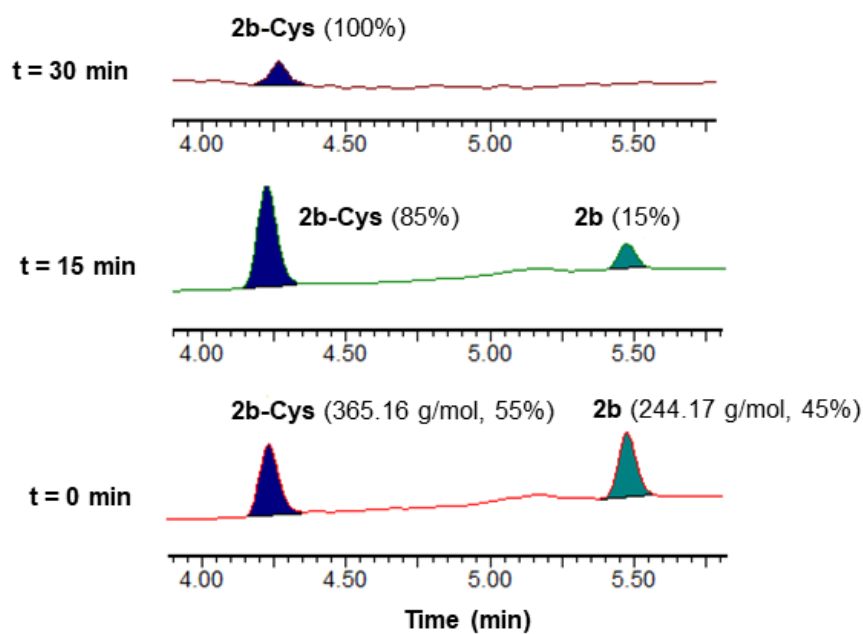 2b-Cys (100%)
t = 30 min
4.00 4.50 5.00 5.50
2b-Cys (85%) 2b (15%)
t = 15 min
4.00 4.50 5.00 5.50
2b-Cys (365.16 g/mol, 55%) 2b (244.17 g/mol, 45%)
t = 0 min
4.00 4.50 5.00 5.50
Time (min)